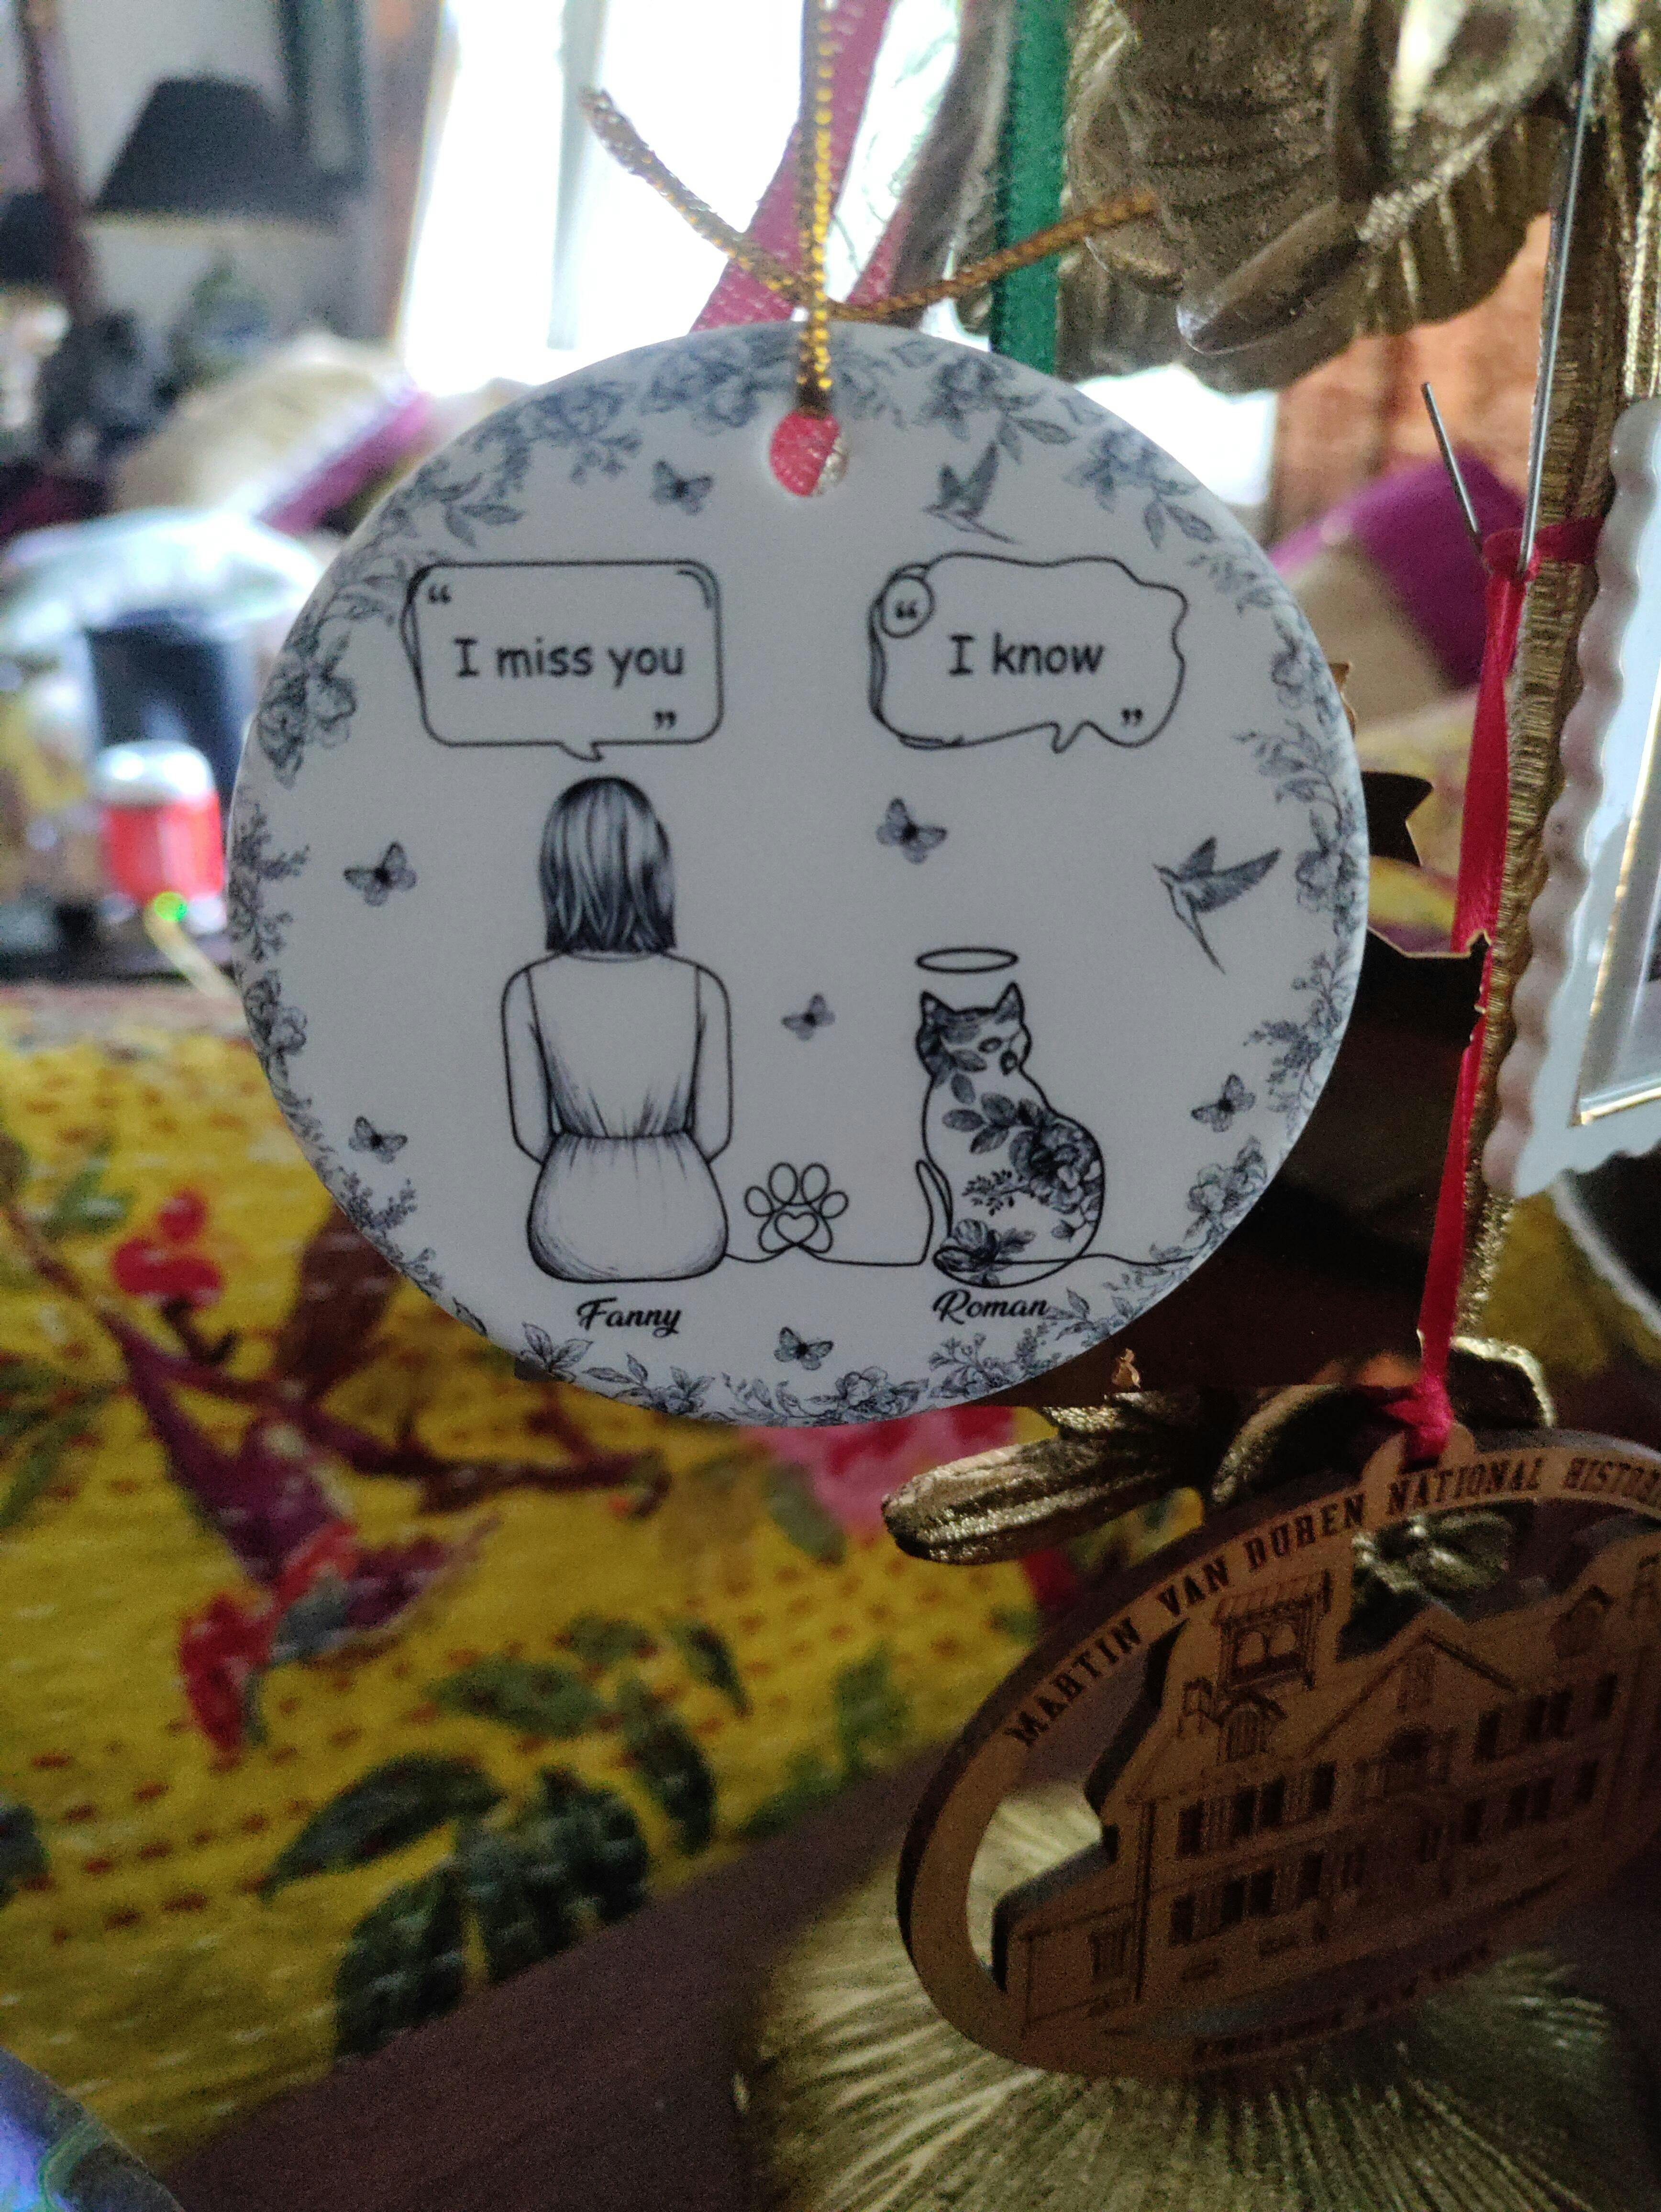 “ I miss you ”
“ I know ”
Fanny
Roman
MARTIN VAN BUREN NATIONAL